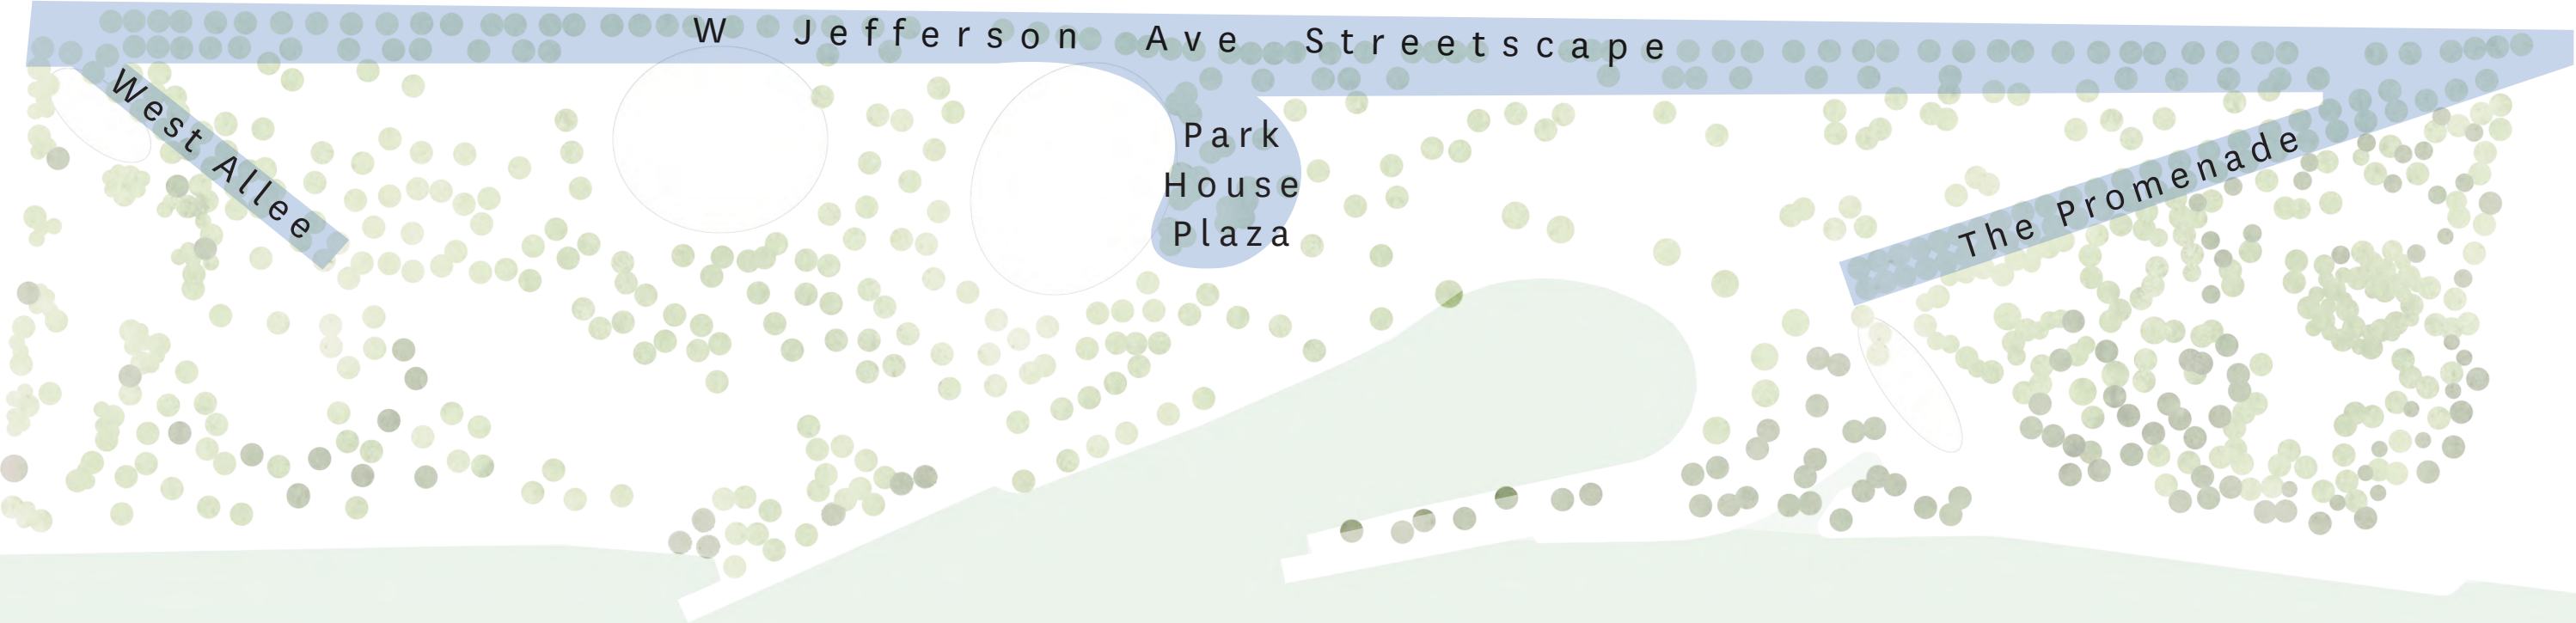 W Jefferson Ave Streetscape
West Allee
Park
House
Plaza
The Promenade